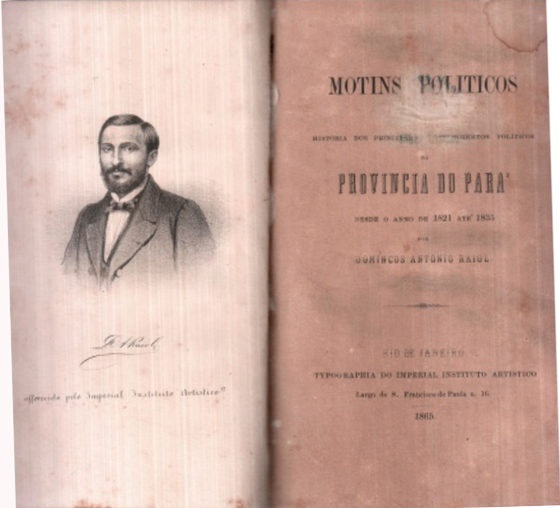 D. A. Raiol
offerecido pelo Imperial Instituto Artistico
MOTINS POLITICOS
HISTORIA DOS PRINCIPAES ACONTECIMENTOS POLITICOS
DA
PROVINCIA DO PARÁ
DESDE O ANNO DE 1821 ATÉ 1835
POR
DOMINGOS ANTONIO RAIOL
RIO DE JANEIRO
TYPOGRAPHIA DO IMPERIAL INSTITUTO ARTISTICO
Largo de S. Francisco de Paula n. 16.
1865